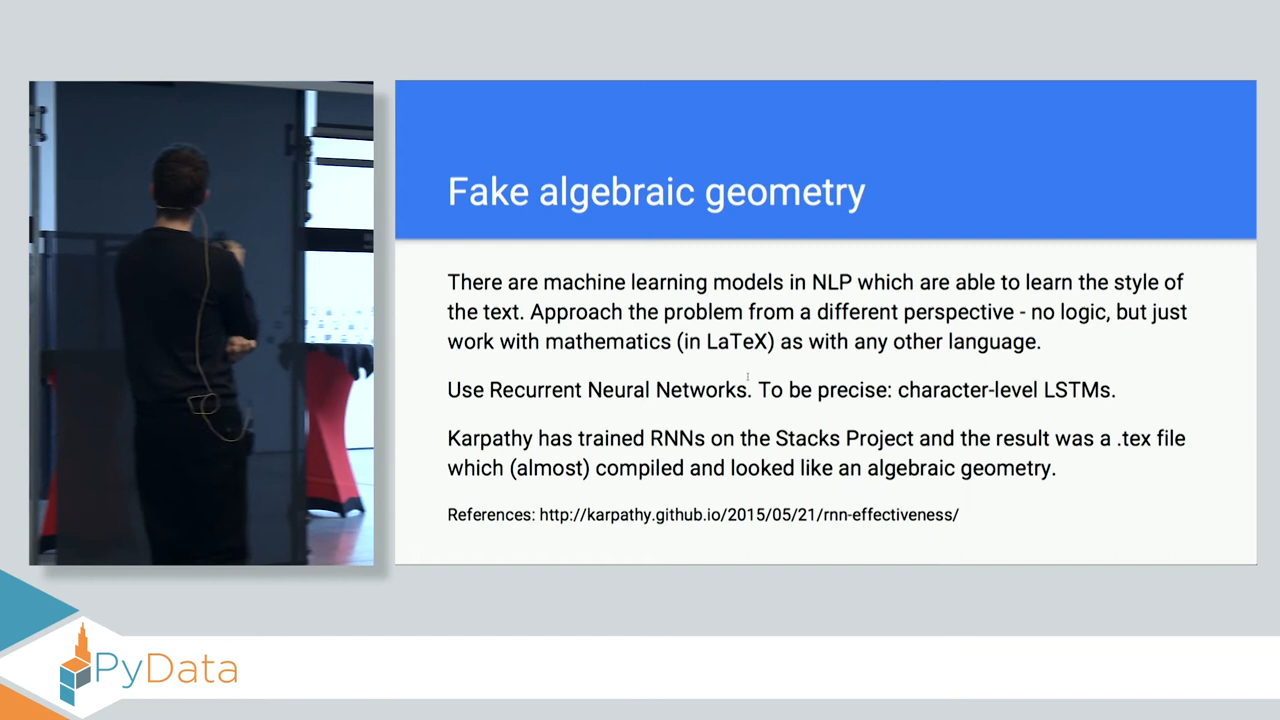 Fake algebraic geometry
There are machine learning models in NLP which are able to learn the style of
the text. Approach the problem from a different perspective - no logic, but just
work with mathematics (in LaTeX) as with any other language.
Use Recurrent Neural Networks. To be precise: character-level LSTMs.
Karpathy has trained RNNs on the Stacks Project and the result was a .tex file
which (almost) compiled and looked like an algebraic geometry.
References: http://karpathy.github.io/2015/05/21/rnn-effectiveness/
PyData